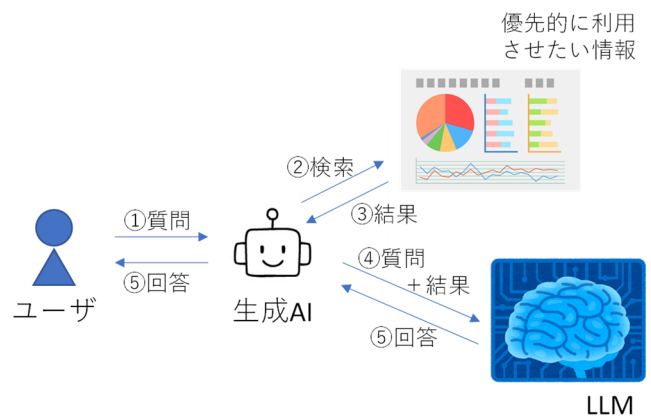 優先的に利用
させたい情報
②検索
③結果
①質問
⑤回答
ユーザ
生成AI
④質問
＋結果
⑤回答
LLM